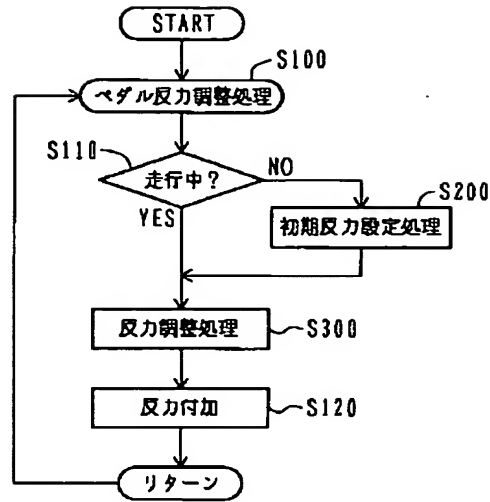 START
S100
ペダル反力調整処理
S110
走行中?
NO
S200
YES
初期反力設定処理
反力調整処理
S300
反力付加
S120
リターン